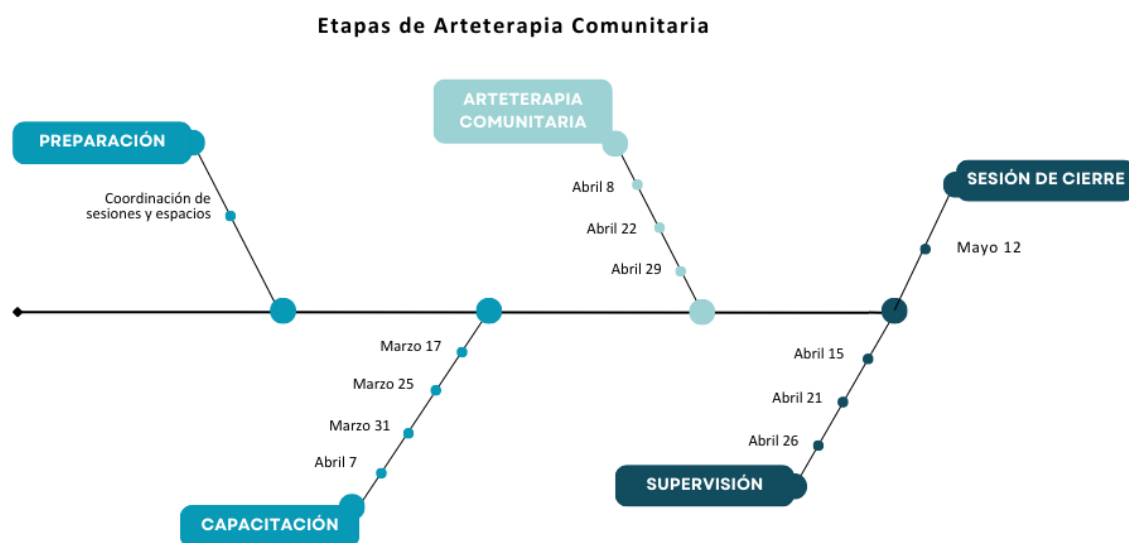 Etapas de Arteterapia Comunitaria
PREPARACIÓN
Coordinación de
sesiones y espacios
CAPACITACIÓN
Marzo 17
Marzo 25
Marzo 31
Abril 7
ARTETERAPIA
COMUNITARIA
Abril 8
Abril 22
Abril 29
SUPERVISIÓN
Abril 15
Abril 21
Abril 26
SESIÓN DE CIERRE
Mayo 12